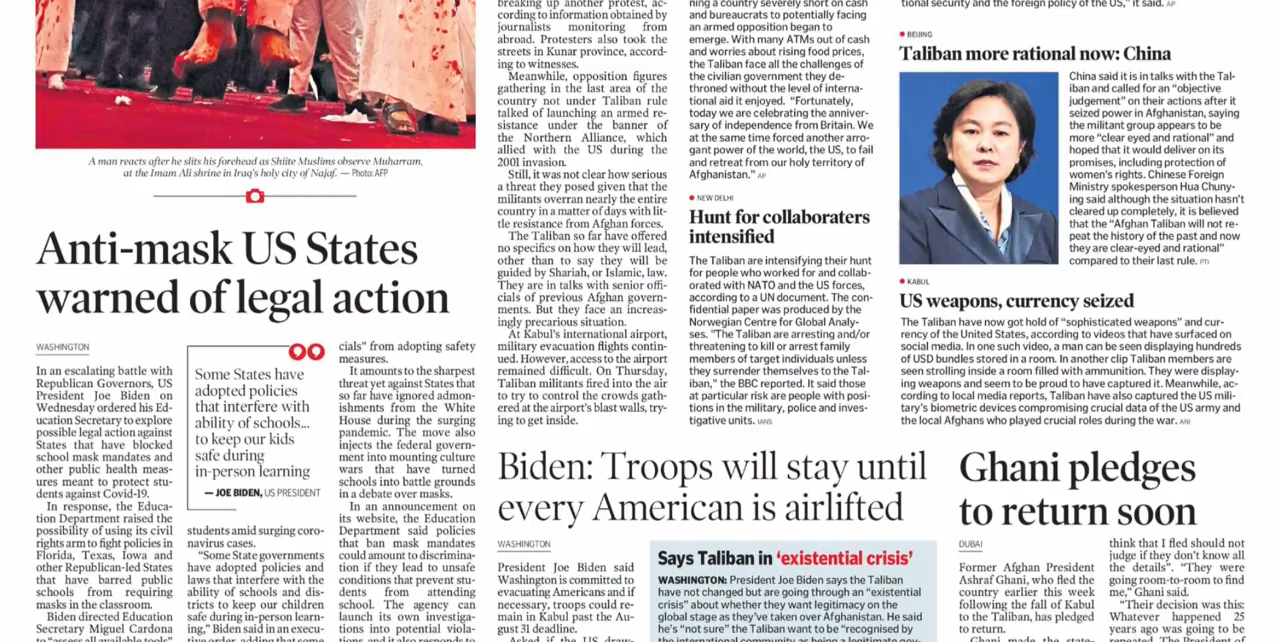 A man reacts after he slits his forehead as Shiite Muslims observe Muharram,
at the Imam Ali shrine in Iraq's holy city of Najaf. — Photo: AFP
Anti-mask US States
warned of legal action
WASHINGTON
In an escalating battle with
Republican Governors, US
President Joe Biden on
Wednesday ordered his Ed-
ucation Secretary to explore
possible legal action against
States that have blocked
school mask mandates and
other public health meas-
ures meant to protect stu-
dents against Covid-19.
In response, the Educa-
tion Department raised the
possibility of using its civil
rights arm to fight policies in
Florida, Texas, Iowa and
other Republican-led States
that have barred public
schools from requiring
masks in the classroom.
Biden directed Education
Secretary Miguel Cardona
to “assess all available tools”
Some States have
adopted policies
that interfere with
ability of schools...
to keep our kids
safe during
in-person learning
— JOE BIDEN, US PRESIDENT
students amid surging coro-
navirus cases.
“Some State governments
have adopted policies and
laws that interfere with the
ability of schools and dis-
tricts to keep our children
safe during in-person learn-
ing,” Biden said in an execu-
tive order, adding that some
cials” from adopting safety
measures.
It amounts to the sharpest
threat yet against States that
so far have ignored admon-
ishments from the White
House during the surging
pandemic. The move also
injects the federal govern-
ment into mounting culture
wars that have turned
schools into battle grounds
in a debate over masks.
In an announcement on
its website, the Education
Department said policies
that ban mask mandates
could amount to discrimina-
tion if they lead to unsafe
conditions that prevent stu-
dents from attending
school. The agency can
launch its own investiga-
tions into potential viola-
tions, and it also responds to
breaking up another protest, ac-
cording to information obtained by
journalists monitoring from
abroad. Protesters also took the
streets in Kunar province, accord-
ing to witnesses.
Meanwhile, opposition figures
gathering in the last area of the
country not under Taliban rule
talked of launching an armed re-
sistance under the banner of
the Northern Alliance, which
allied with the US during the
2001 invasion.
Still, it was not clear how serious
a threat they posed given that the
militants overran nearly the entire
country in a matter of days with lit-
tle resistance from Afghan forces.
The Taliban so far have offered
no specifics on how they will lead,
other than to say they will be
guided by Shariah, or Islamic, law.
They are in talks with senior offi-
cials of previous Afghan govern-
ments. But they face an increas-
ingly precarious situation.
At Kabul's international airport,
military evacuation flights contin-
ued. However, access to the airport
remained difficult. On Thursday,
Taliban militants fired into the air
to try to control the crowds gath-
ered at the airport's blast walls, try-
ing to get inside.
ning a country severely short on cash
and bureaucrats to potentially facing
an armed opposition began to
emerge. With many ATMs out of cash
and worries about rising food prices,
the Taliban face all the challenges of
the civilian government they de-
throned without the level of interna-
tional aid it enjoyed. “Fortunately,
today we are celebrating the anniver-
sary of independence from Britain. We
at the same time forced another arro-
gant power of the world, the US, to fail
and retreat from our holy territory of
Afghanistan.” AP
NEW DELHI
Hunt for collaboraters
intensified
The Taliban are intensifying their hunt
for people who worked for and collab-
orated with NATO and the US forces,
according to a UN document. The con-
fidential paper was produced by the
Norwegian Centre for Global Analy-
ses. "The Taliban are arresting and/or
threatening to kill or arrest family
members of target individuals unless
they surrender themselves to the Tal-
iban," the BBC reported. It said those
at particular risk are people with posi-
tions in the military, police and inves-
tigative units. IANS
tional security and the foreign policy of the US,” it said. AP
BEIJING
Taliban more rational now: China
China said it is in talks with the Tal-
iban and called for an “objective
judgement” on their actions after it
seized power in Afghanistan, saying
the militant group appears to be
more “clear eyed and rational” and
hoped that it would deliver on its
promises, including protection of
women's rights. Chinese Foreign
Ministry spokesperson Hua Chuny-
ing said although the situation hasn't
cleared up completely, it is believed
that the “Afghan Taliban will not re-
peat the history of the past and now
they are clear-eyed and rational”
compared to their last rule. PTI
KABUL
US weapons, currency seized
The Taliban have now got hold of “sophisticated weapons” and cur-
rency of the United States, according to videos that have surfaced on
social media. In one such video, a man can be seen displaying hundreds
of USD bundles stored in a room. In another clip Taliban members are
seen strolling inside a room filled with ammunition. They were display-
ing weapons and seem to be proud to have captured it. Meanwhile, ac-
cording to local media reports, Taliban have also captured the US mili-
tary's biometric devices compromising crucial data of the US army and
the local Afghans who played crucial roles during the war. ANI
Biden: Troops will stay until
every American is airlifted
WASHINGTON
President Joe Biden said
Washington is committed to
evacuating Americans and if
necessary, troops could re-
main in Kabul past the
August 31 deadline.
Asked if the US draw-
Says Taliban in ‘existential crisis’
WASHINGTON: President Joe Biden says the Taliban
have not changed but are going through an “existential
crisis” about whether they want legitimacy on the
global stage as they've taken over Afghanistan. He said
he's “not sure” the Taliban want to be “recognised by
the international community as being a legitimate gov-
Ghani pledges
to return soon
DUBAI
Former Afghan President
Ashraf Ghani, who fled the
country earlier this week
following the fall of Kabul
to the Taliban, has pledged
to return.
Ghani made the state-
think that I fled should not
judge if they don't know all
the details”. “They were
going room-to-room to find
me,” Ghani said.
“Their decision was this:
Whatever happened 25
years ago was going to be
repeated. The President of